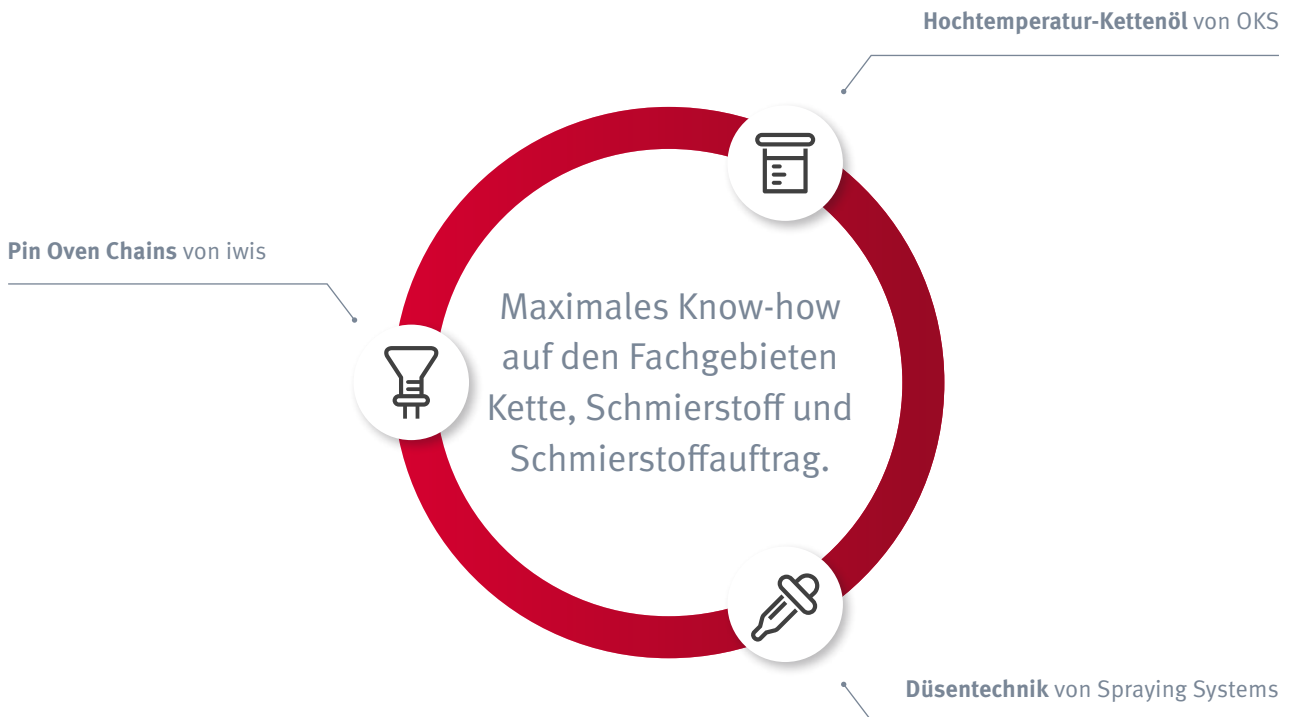 Hochtemperatur-Kettenöl von OKS
Pin Oven Chains von iwis
Maximales Know-how
auf den Fachgebieten
Kette, Schmierstoff und
Schmierstoffauftrag.
Düsentechnik von Spraying Systems